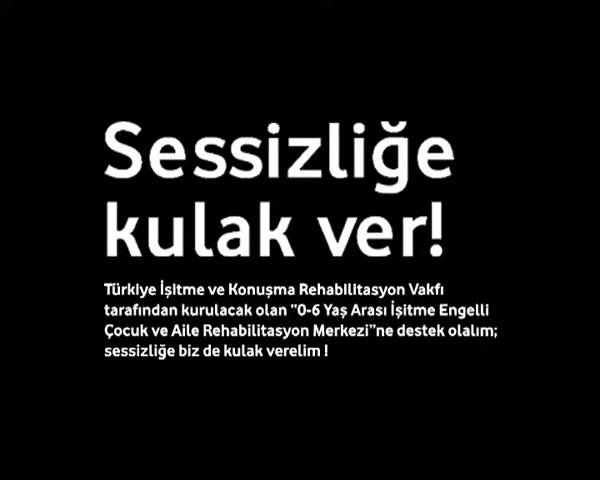 Sessizliğe
kulak ver!
Türkiye İşitme ve Konuşma Rehabilitasyon Vakfı
tarafından kurulacak olan "0-6 Yaş Arası İşitme Engelli
Çocuk ve Aile Rehabilitasyon Merkezi"ne destek olalım;
sessizliğe biz de kulak verelim !